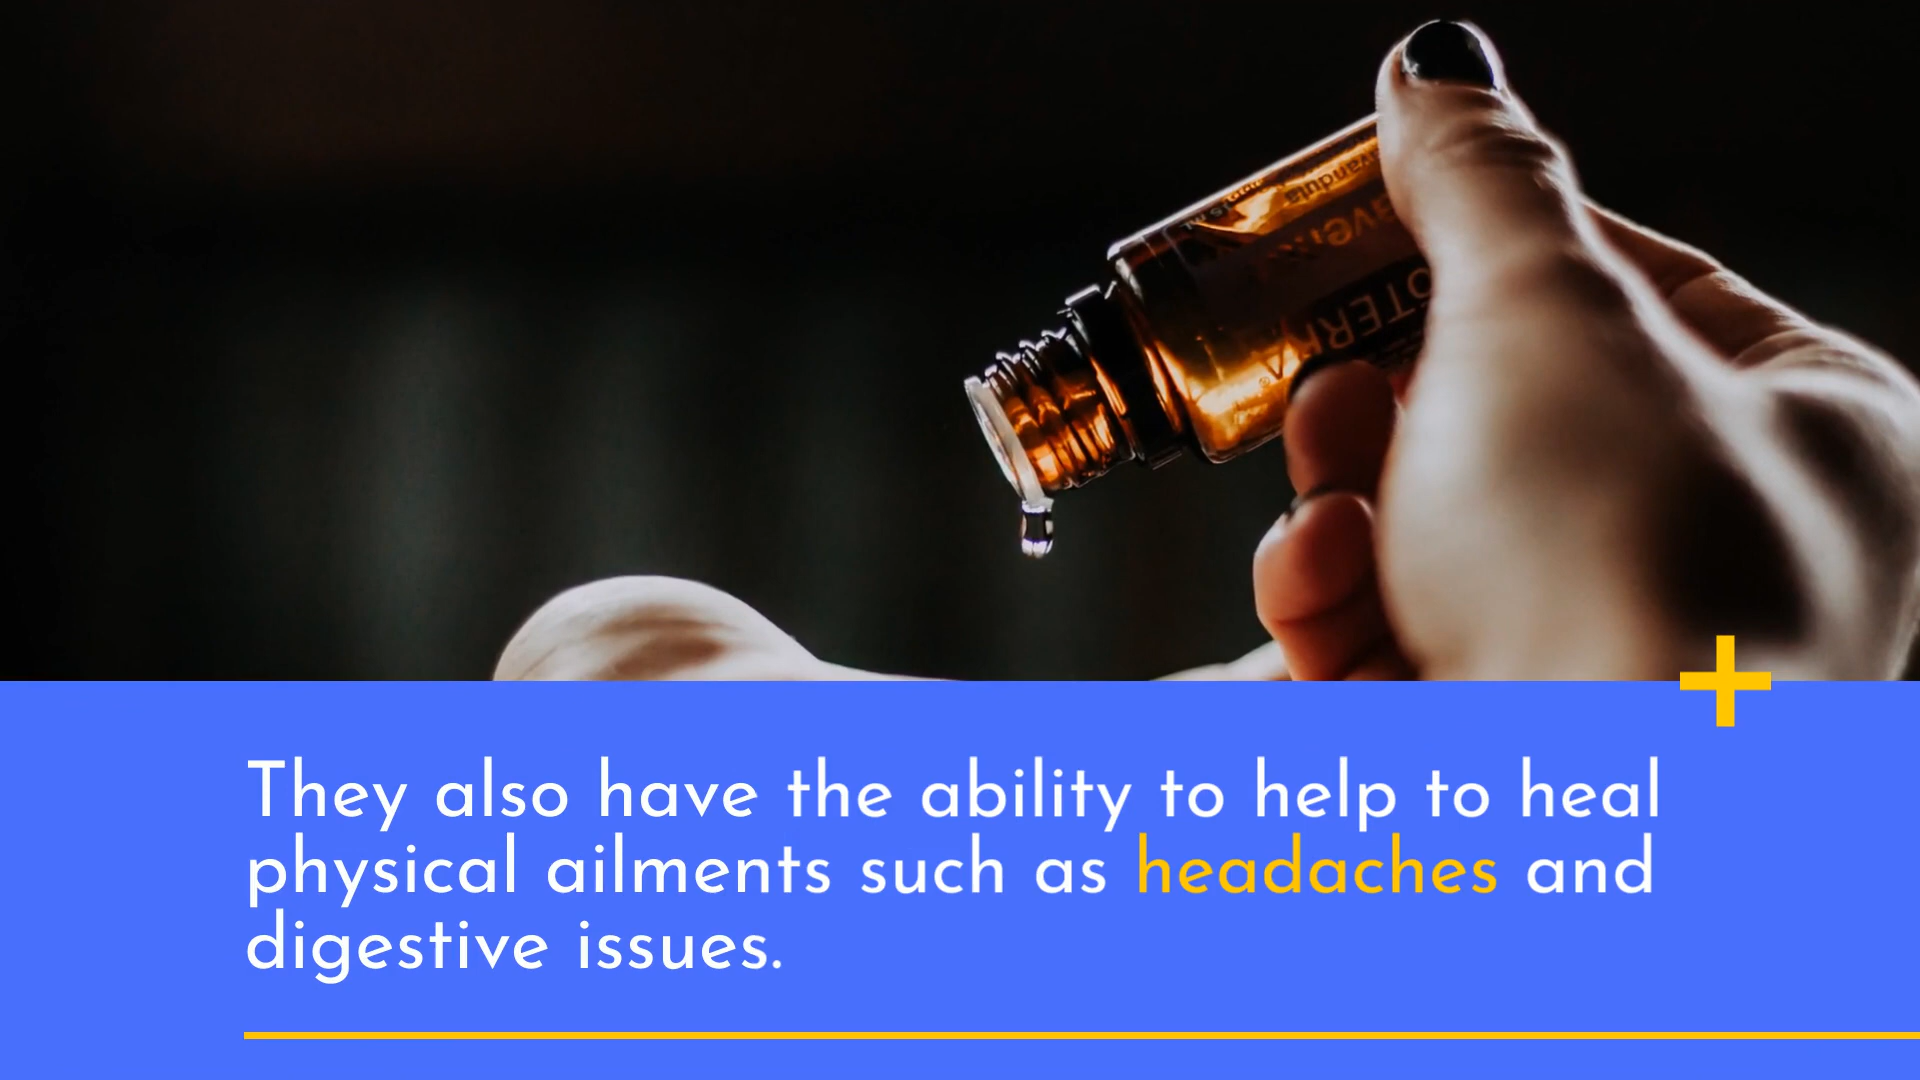 They also have the ability to help to heal
physical ailments such as headaches and
digestive issues.